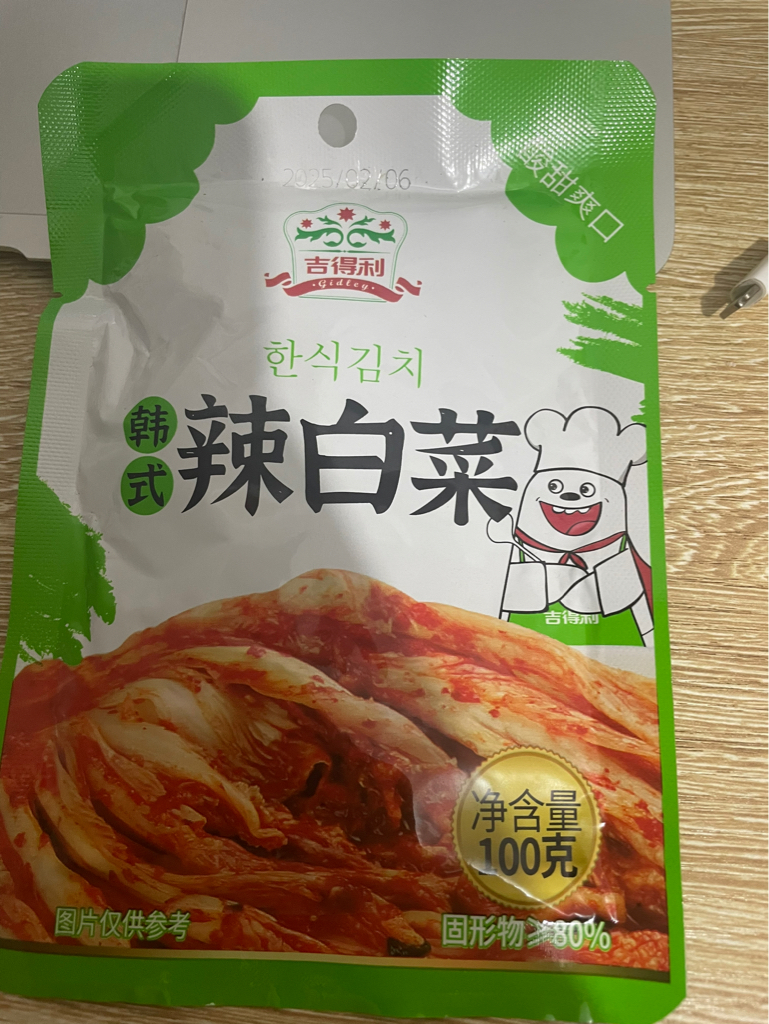 2025/02/06
酸甜爽口
吉得利
·Gidley·
한식김치
韩式
辣白菜
吉得利
净含量
100克
图片仅供参考
固形物≥80%